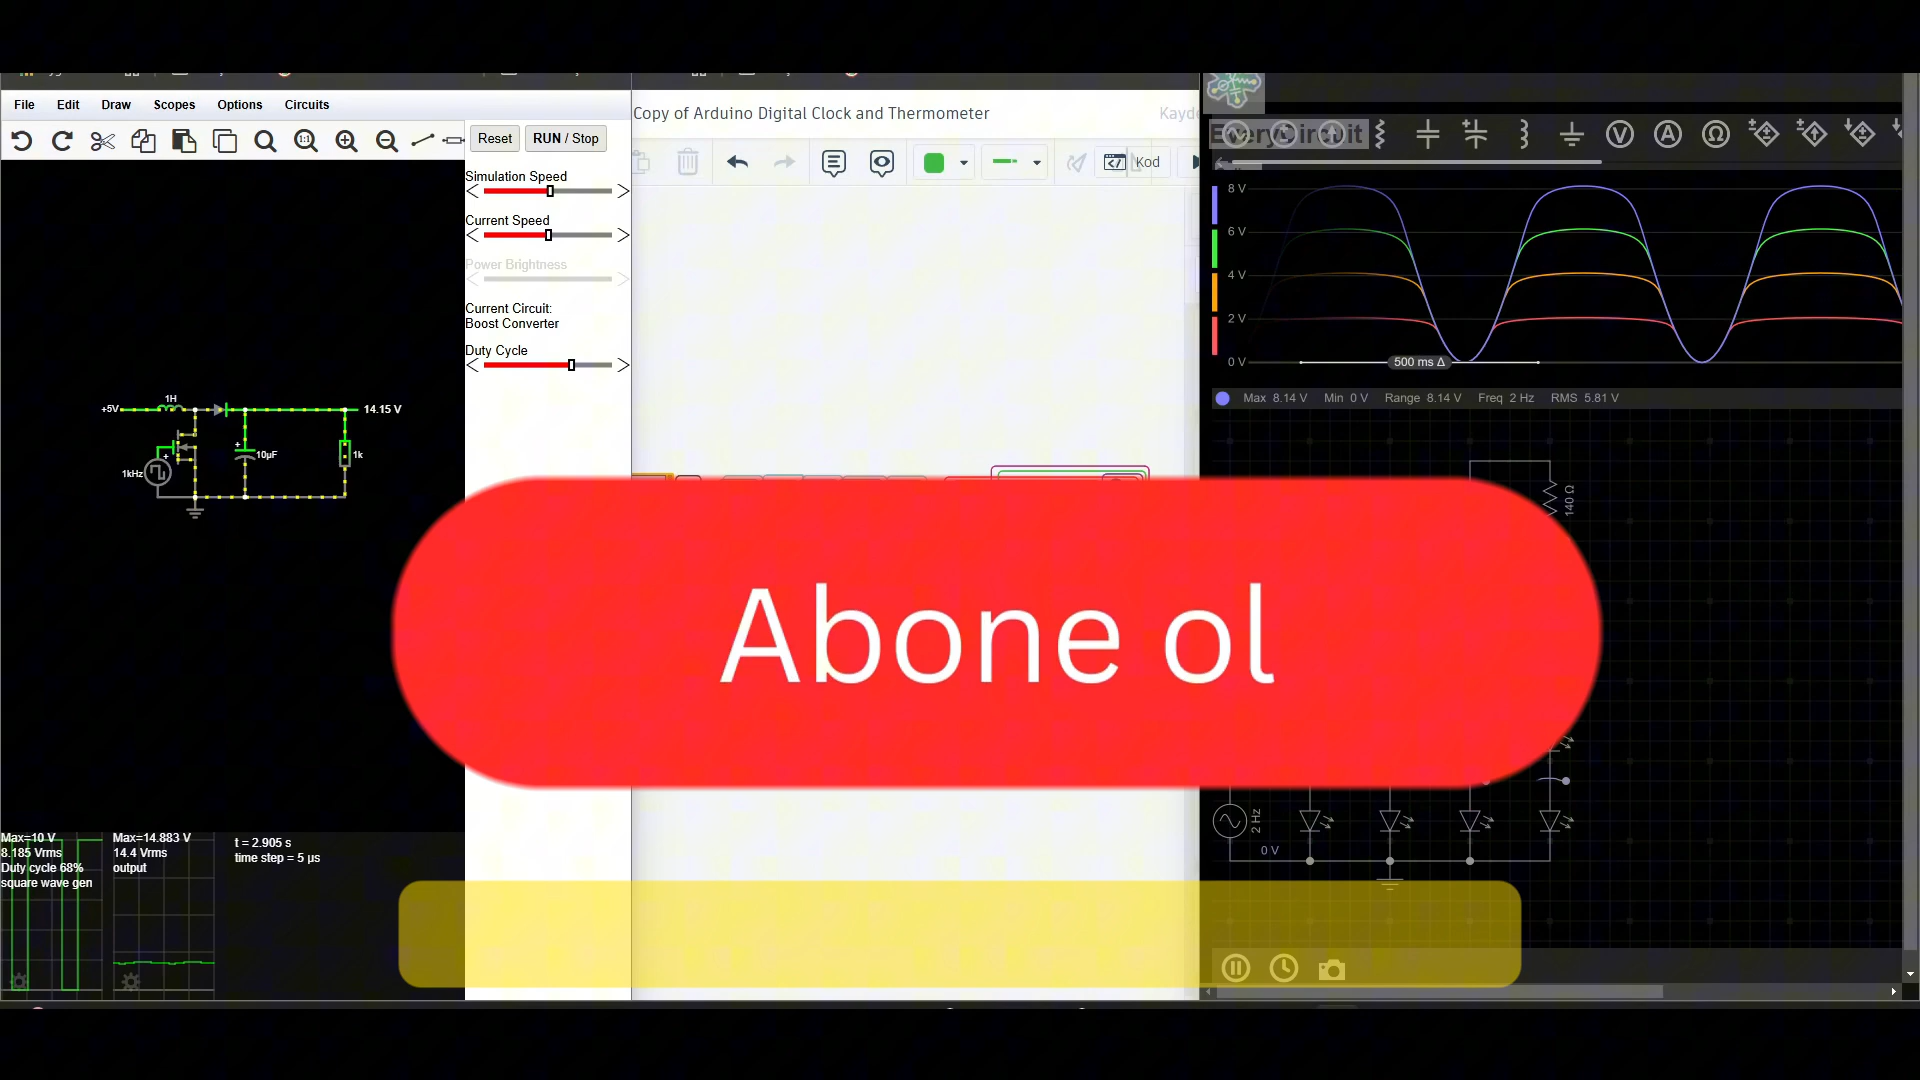 File Edit Draw Scopes Options Circuits
Reset RUN / Stop
Simulation Speed
Current Speed
Power Brightness
Current Circuit:
Boost Converter
Duty Cycle
+5V
1H
14.15 V
+
10µF
1k
+
1kHz
Max=10 V
8.185 Vrms
Duty cycle 68%
square wave gen
Max=14.883 V
14.4 Vrms
output
t = 2.905 s
time step = 5 µs
Copy of Arduino Digital Clock and Thermometer
Kayde
1:1
Kod
EveryCircuit
V A Ω
8 V
6 V
4 V
2 V
0 V
500 ms Δ
Max 8.14 V Min 0 V Range 8.14 V Freq 2 Hz RMS 5.81 V
140 Ω
Abone ol
2 Hz
0 V